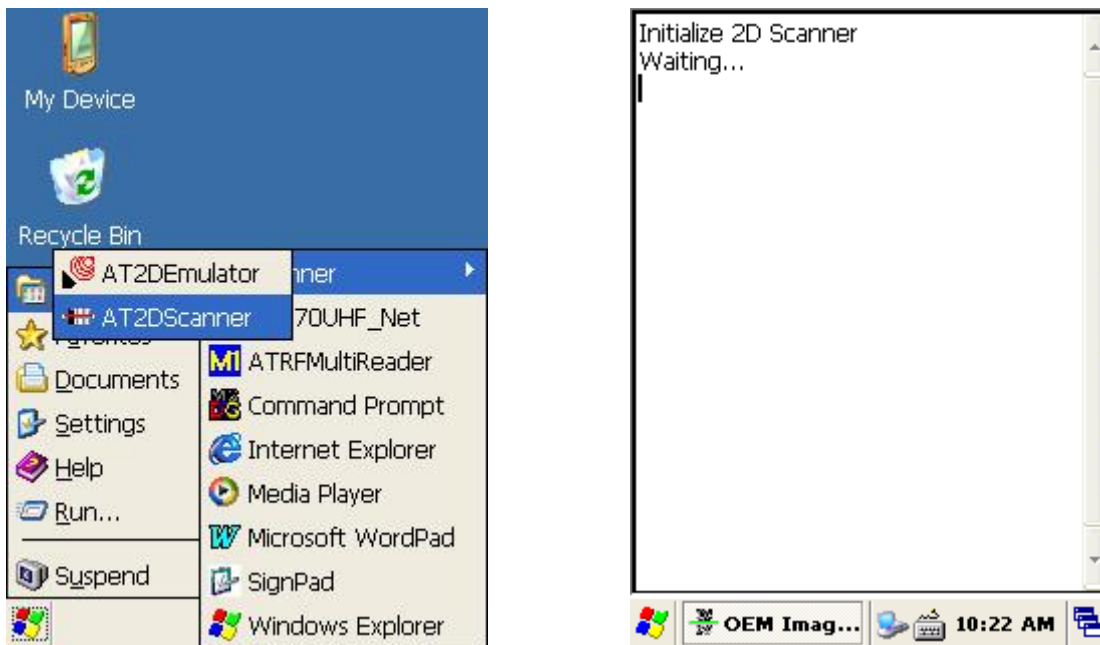 My Device
Recycle Bin
AT2DEmulator
AT2DScanner
70UHF_Net
ATRFMultiReader
Documents
Command Prompt
Settings
Internet Explorer
Help
Media Player
Run...
Microsoft WordPad
Suspend
SignPad
Windows Explorer
Initialize 2D Scanner
Waiting...
OEM Imag...
10:22 AM